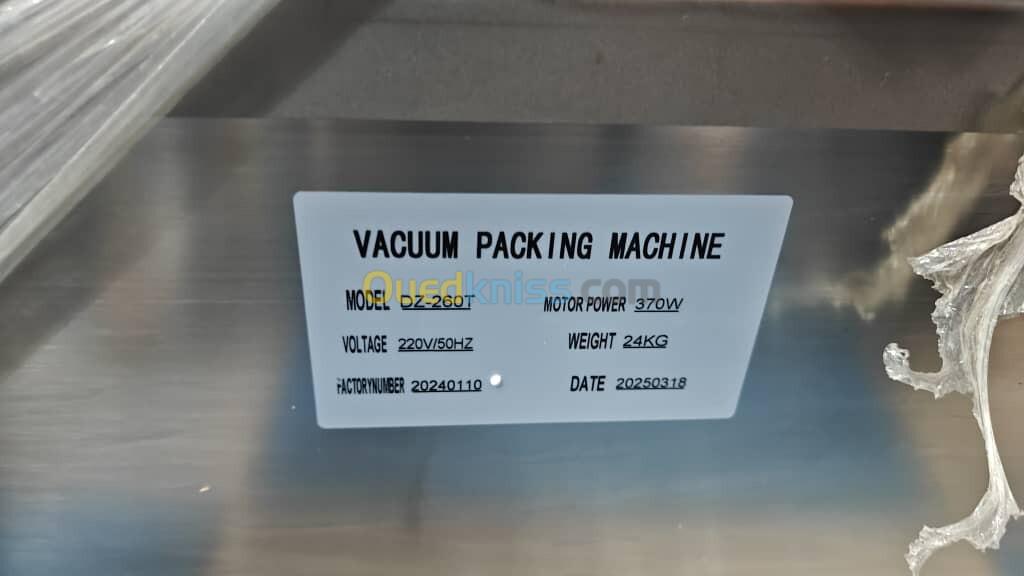 VACUUM PACKING MACHINE
Ouedkniss.com
MODEL DZ-260T MOTOR POWER 370W
VOLTAGE 220V/50HZ WEIGHT 24KG
FACTORYNUMBER 20240110 DATE 20250318